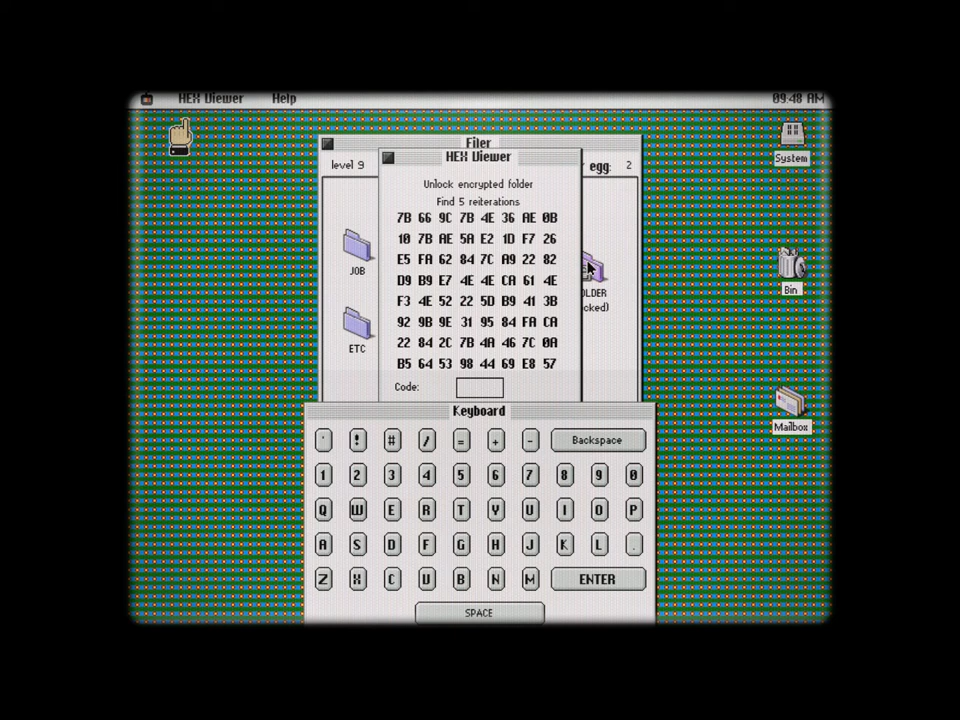 HEX Viewer Help 09.48 AM
Filer
level 9 egg: 2
HEX Viewer
Unlock encrypted folder
Find 5 reiterations
7B 66 9C 7B 4E 36 AE 0B
10 7B AE 5A E2 1D F7 26
E5 FA 62 84 7C A9 22 82
D9 B9 E7 4E 4E CA 61 4E
F3 4E 52 22 5D B9 41 3B
92 9B 9E 31 95 84 FA CA
22 84 2C 7B 4A 46 7C 0A
B5 64 53 98 44 69 E8 57
Code:
JOB
ETC
OLDER
cked)
System
Bin
Mailbox
Keyboard
' ! # / = + - Backspace
1 2 3 4 5 6 7 8 9 0
Q W E R T Y U I O P
A S D F G H J K L .
Z X C V B N M ENTER
SPACE